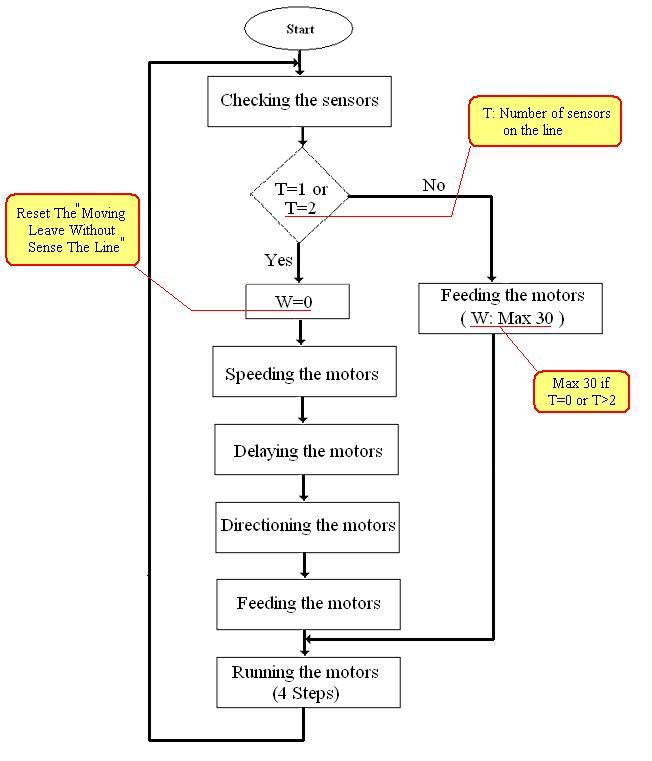 Start
Checking the sensors
T: Number of sensors
on the line
T=1 or
T=2
No
Reset The "Moving
Leave Without
Sense The Line"
Yes
W=0
Feeding the motors
( W: Max 30 )
Speeding the motors
Max 30 if
T=0 or T>2
Delaying the motors
Directioning the motors
Feeding the motors
Running the motors
(4 Steps)